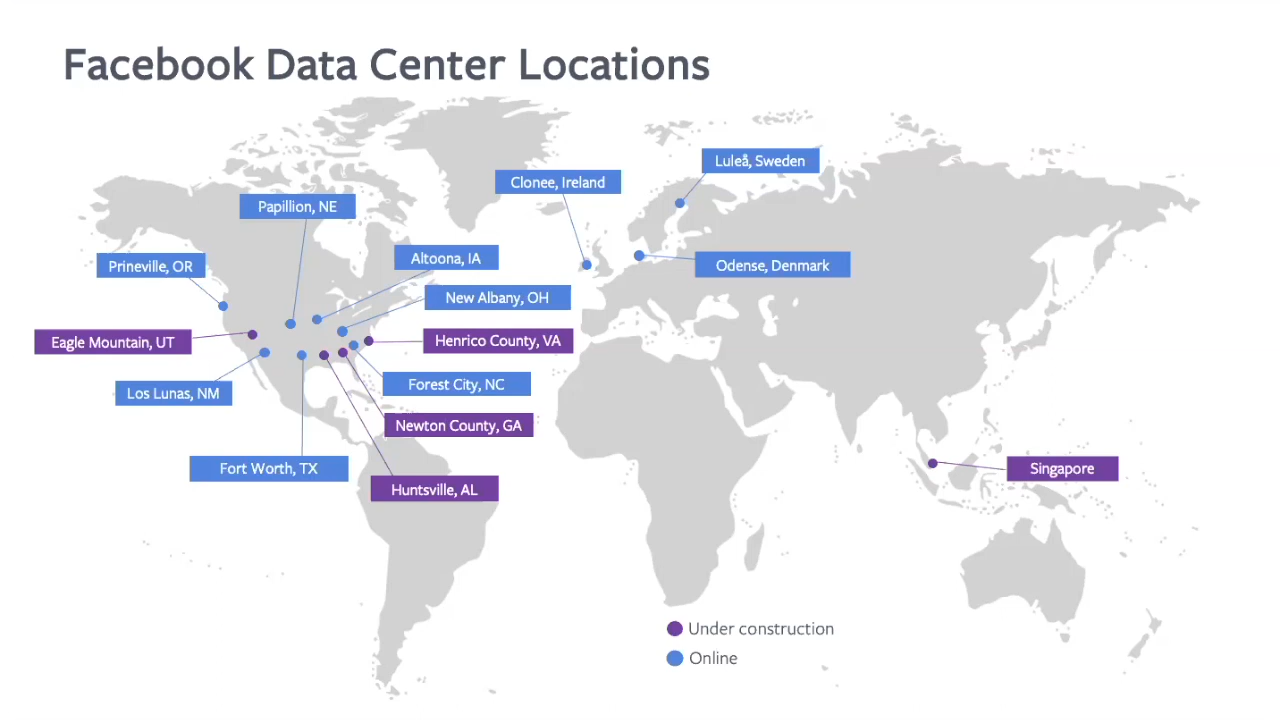 Facebook Data Center Locations
Luleå, Sweden
Clonee, Ireland
Papillion, NE
Altoona, IA
Prineville, OR
Odense, Denmark
New Albany, OH
Eagle Mountain, UT
Henrico County, VA
Los Lunas, NM
Forest City, NC
Newton County, GA
Fort Worth, TX
Singapore
Huntsville, AL
Under construction
Online